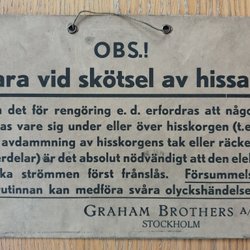 OBS.!
ara vid skötsel av hissa
det för rengöring e. d. erfordras att någo
as vare sig under eller över hisskorgen (t.e
avdammning av hisskorgens tak eller räcke
erdelar) är det absolut nödvändigt att den elek
ka strömmen först frånslås. Försummels
utinnan kan medföra svåra olyckshändelse
GRAHAM BROTHERS A/
STOCKHOLM